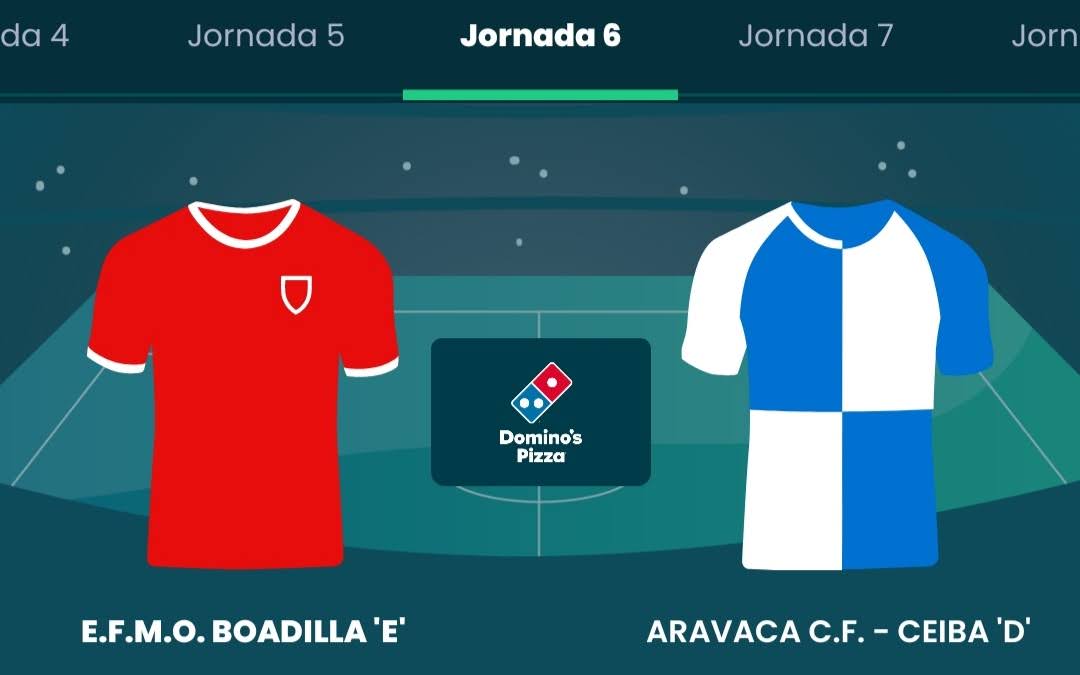 da 4
Jornada 5
Jornada 6
Jornada 7
Jorn
Domino's
Pizza
E.F.M.O. BOADILLA 'E'
ARAVACA C.F. - CEIBA 'D'